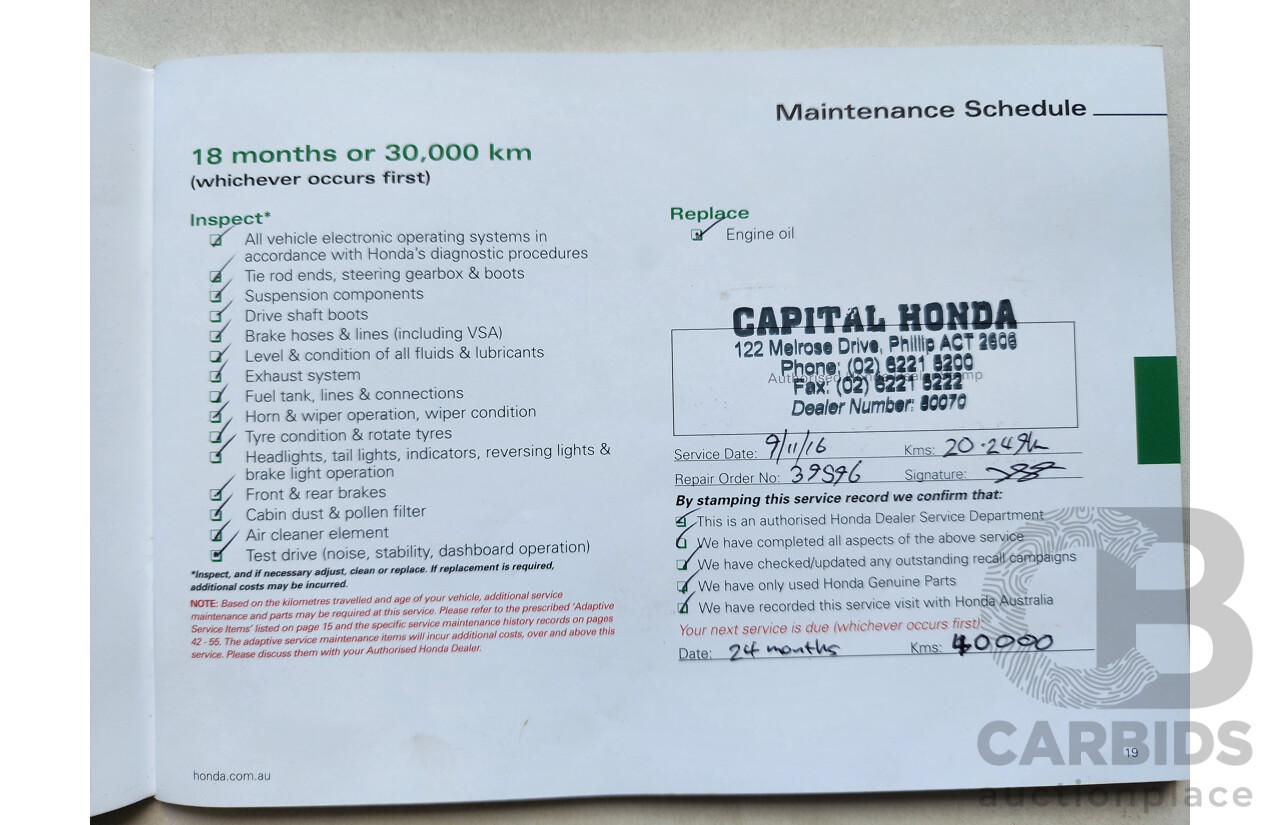 Maintenance Schedule
18 months or 30,000 km
(whichever occurs first)
Inspect*
All vehicle electronic operating systems in
accordance with Honda's diagnostic procedures
Tie rod ends, steering gearbox & boots
Suspension components
Drive shaft boots
Brake hoses & lines (including VSA)
Level & condition of all fluids & lubricants
Exhaust system
Fuel tank, lines & connections
Horn & wiper operation, wiper condition
Tyre condition & rotate tyres
Headlights, tail lights, indicators, reversing lights &
brake light operation
Front & rear brakes
Cabin dust & pollen filter
Air cleaner element
Test drive (noise, stability, dashboard operation)
*Inspect, and if necessary adjust, clean or replace. If replacement is required,
additional costs may be incurred.
NOTE: Based on the kilometres travelled and age of your vehicle, additional service
maintenance and parts may be required at this service. Please refer to the prescribed 'Adaptive
Service Items' listed on page 15 and the specific service maintenance history records on pages
42 - 55. The adaptive service maintenance items will incur additional costs, over and above this
service. Please discuss them with your Authorised Honda Dealer.
Replace
Engine oil
CAPITAL HONDA
122 Melrose Drive, Phillip ACT 2606
Phone: (02) 6221 5200
Fax: (02) 6221 5222
Dealer Number: 80070
Service Date: 9/11/16 Kms: 20.249
Repair Order No: 39596 Signature:
By stamping this service record we confirm that:
This is an authorised Honda Dealer Service Department
We have completed all aspects of the above service
We have checked/updated any outstanding recall campaigns
We have only used Honda Genuine Parts
We have recorded this service visit with Honda Australia
Your next service is due (whichever occurs first):
Date: 24 months Kms: 40000
honda.com.au
19
CB
CARBIDS
auctionplace